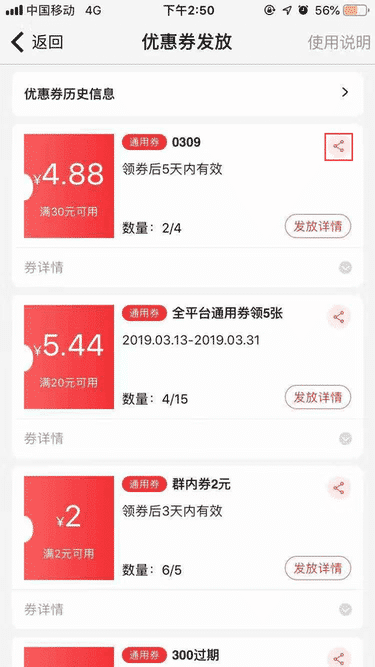 中国移动 4G 下午2:50 56%
返回 优惠券发放 使用说明
优惠券历史信息
通用券 0309
¥4.88
领券后5天内有效
满30元可用
数量：2/4 发放详情
券详情
通用券 全平台通用券领5张
¥5.44
2019.03.13-2019.03.31
满20元可用
数量：4/15 发放详情
券详情
通用券 群内券2元
¥2
领券后3天内有效
满2元可用
数量：6/5 发放详情
券详情
通用券 300过期